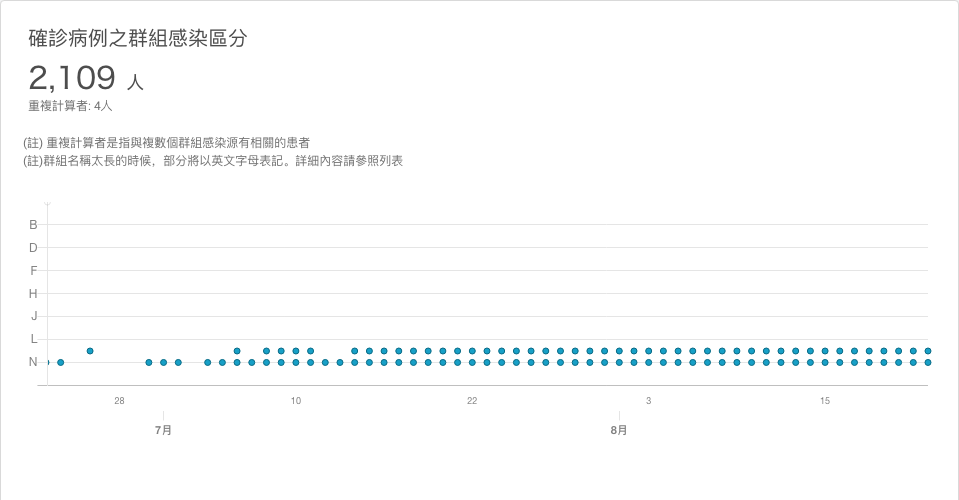 確診病例之群組感染區分
2,109 人
重複計算者: 4人
(註) 重複計算者是指與複數個群組感染源有相關的患者
(註)群組名稱太長的時候，部分將以英文字母表記。詳細內容請參照列表
B
D
F
H
J
L
N
28 10 22 3 15
7月 8月